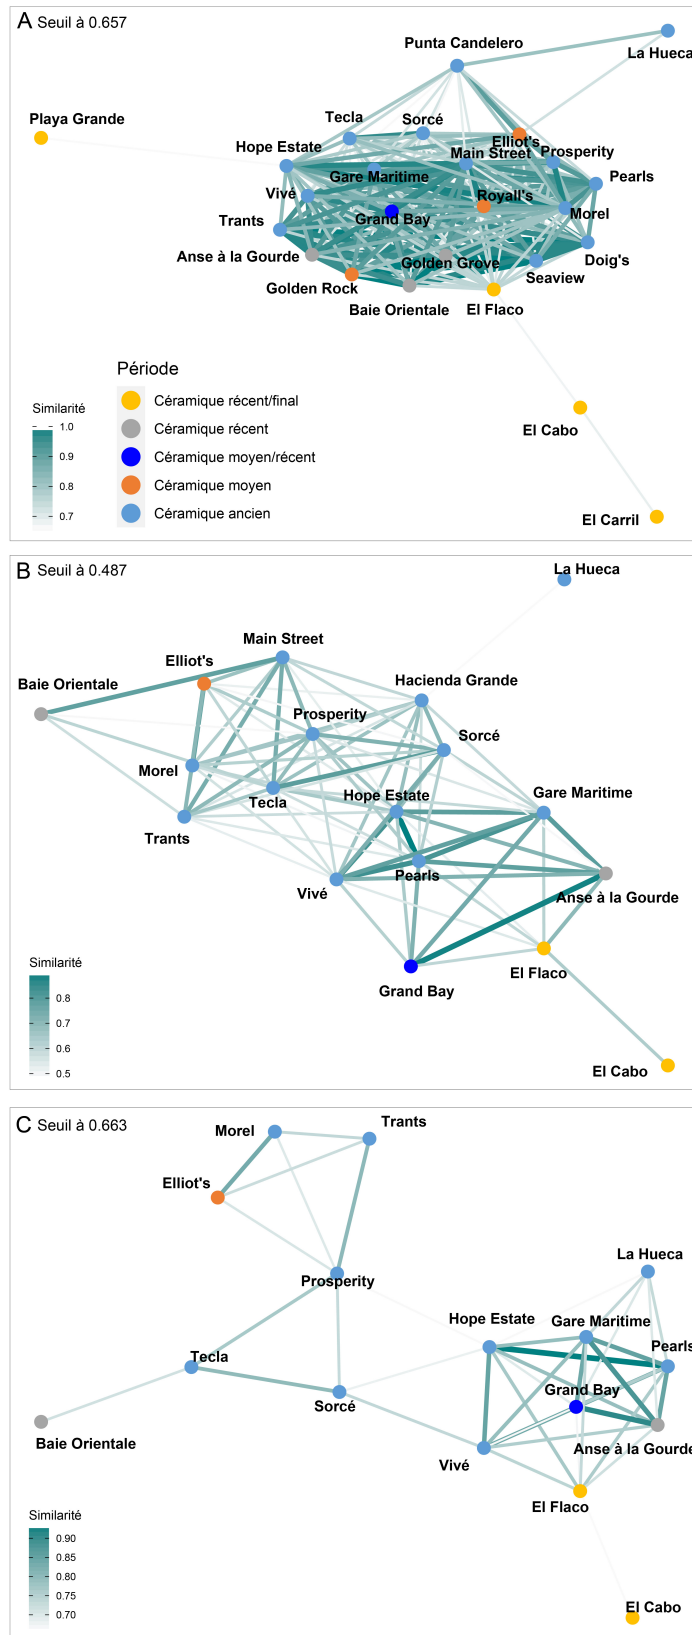 A Seuil à 0.657
La Hueca
Punta Candelero
Playa Grande
Tecla
Sorcé
Elliot's
Hope Estate
Main Street
Prosperity
Gare Maritime
Pearls
Vivé
Royall's
Trants
Grand Bay
Morel
Anse à la Gourde
Golden Grove
Doig's
Golden Rock
Seaview
Baie Orientale
El Flaco
Période
Similarité
Céramique récent/final
1.0
Céramique récent
El Cabo
0.9
Céramique moyen/récent
0.8
Céramique moyen
0.7
Céramique ancien
El Carril
B Seuil à 0.487
La Hueca
Main Street
Elliot's
Baie Orientale
Hacienda Grande
Prosperity
Sorcé
Morel
Tecla
Hope Estate
Gare Maritime
Trants
Vivé
Pearls
Anse à la Gourde
Similarité
El Flaco
Grand Bay
0.8
0.7
0.6
0.5
El Cabo
C Seuil à 0.663
Morel
Trants
Elliot's
La Hueca
Prosperity
Hope Estate
Gare Maritime
Pearls
Tecla
Grand Bay
Sorcé
Baie Orientale
Anse à la Gourde
Vivé
El Flaco
Similarité
0.90
0.85
0.80
0.75
0.70
El Cabo